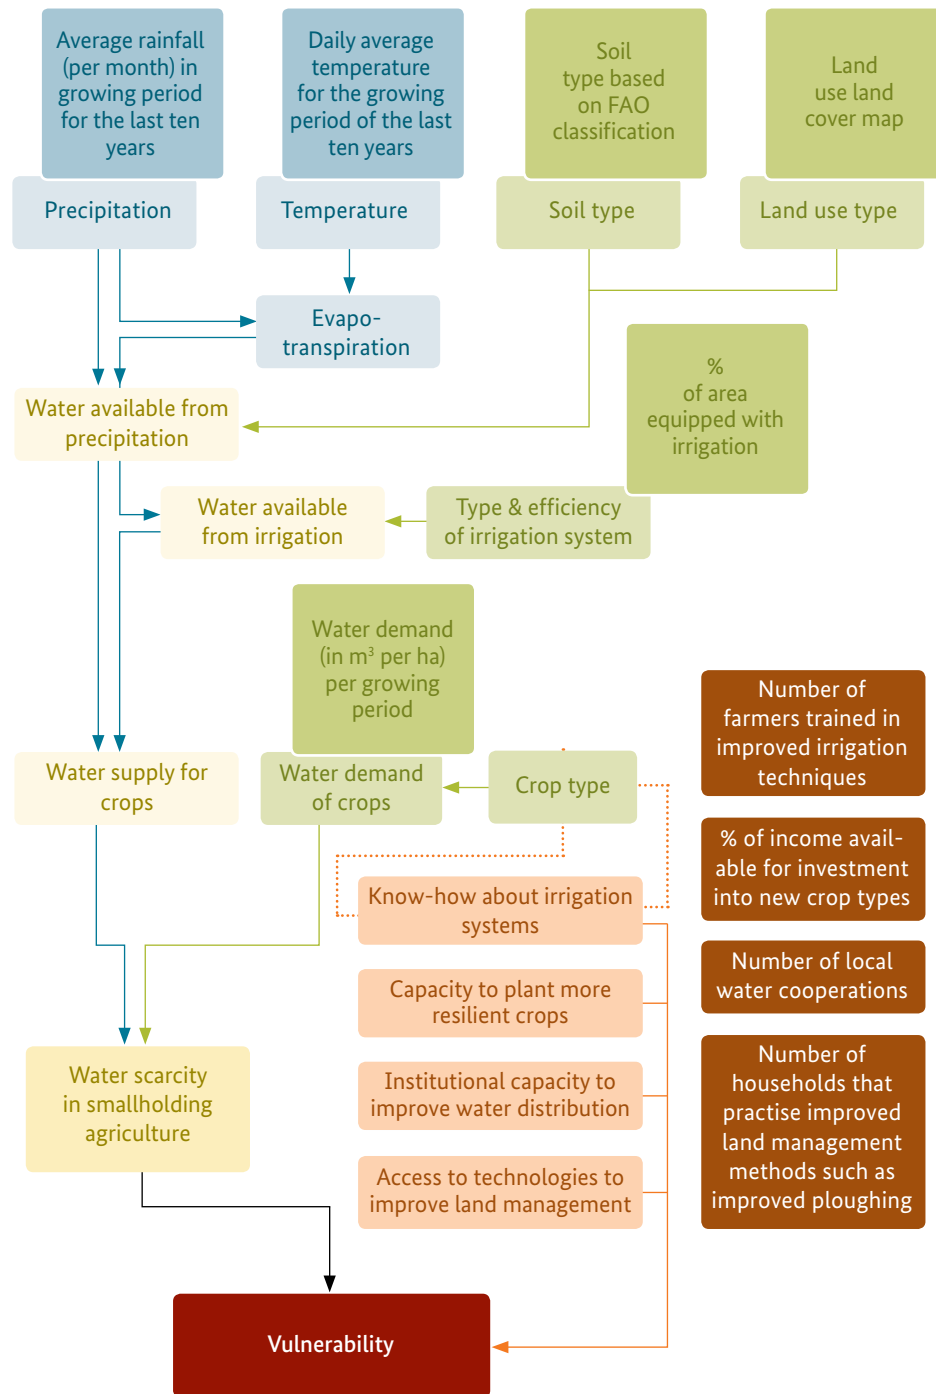 Average rainfall
(per month) in
growing period
for the last ten
years
Daily average
temperature
for the growing
period of the last
ten years
Soil
type based
on FAO
classification
Land
use land
cover map
Precipitation
Temperature
Soil type
Land use type
Evapo-
transpiration
%
of area
equipped with
irrigation
Water available from
precipitation
Water available
from irrigation
Type & efficiency
of irrigation system
Water demand
(in m³ per ha)
per growing
period
Water supply for
crops
Water demand
of crops
Crop type
Number of
farmers trained in
improved irrigation
techniques
% of income avail-
able for investment
into new crop types
Know-how about irrigation
systems
Number of local
water cooperations
Capacity to plant more
resilient crops
Number of
households that
practise improved
land management
methods such as
improved ploughing
Water scarcity
in smallholding
agriculture
Institutional capacity to
improve water distribution
Access to technologies to
improve land management
Vulnerability